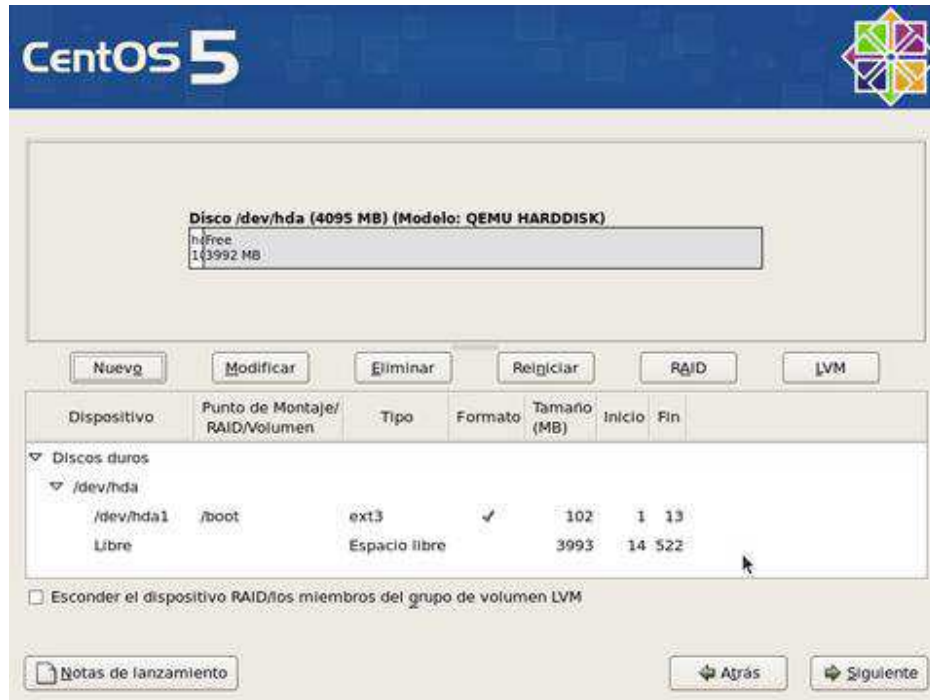 CentOS 5
Disco /dev/hda (4095 MB) (Modelo: QEMU HARDDISK)
Free
3992 MB
Nuevo Modificar Eliminar Reiniciar RAID LVM
Dispositivo Punto de Montaje/ RAID/Volumen Tipo Formato Tamaño (MB) Inicio Fin
Discos duros
/dev/hda
/dev/hda1 /boot ext3 102 1 13
Libre Espacio libre 3993 14 522
Esconder el dispositivo RAID/los miembros del grupo de volumen LVM
Notas de lanzamiento Atrás Siguiente